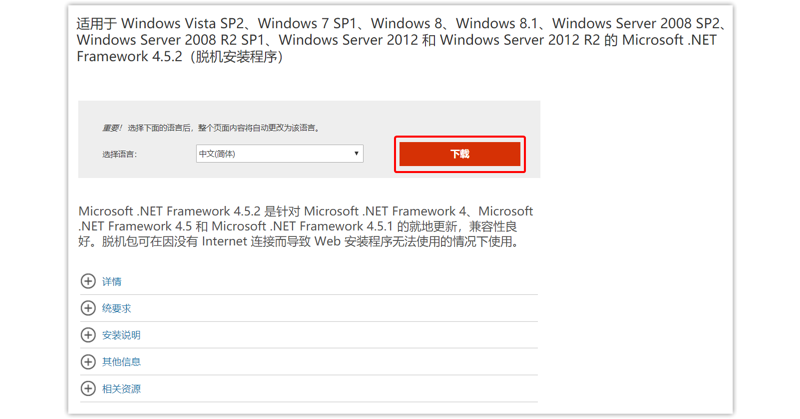 适用于 Windows Vista SP2、Windows 7 SP1、Windows 8、Windows 8.1、Windows Server 2008 SP2、
Windows Server 2008 R2 SP1、Windows Server 2012 和 Windows Server 2012 R2 的 Microsoft .NET
Framework 4.5.2（脱机安装程序）
重要！选择下面的语言后，整个页面内容将自动更改为该语言。
选择语言： 中文(简体) 下载
Microsoft .NET Framework 4.5.2 是针对 Microsoft .NET Framework 4、Microsoft
.NET Framework 4.5 和 Microsoft .NET Framework 4.5.1 的就地更新，兼容性良
好。脱机包可在因没有 Internet 连接而导致 Web 安装程序无法使用的情况下使用。
详情
统要求
安装说明
其他信息
相关资源